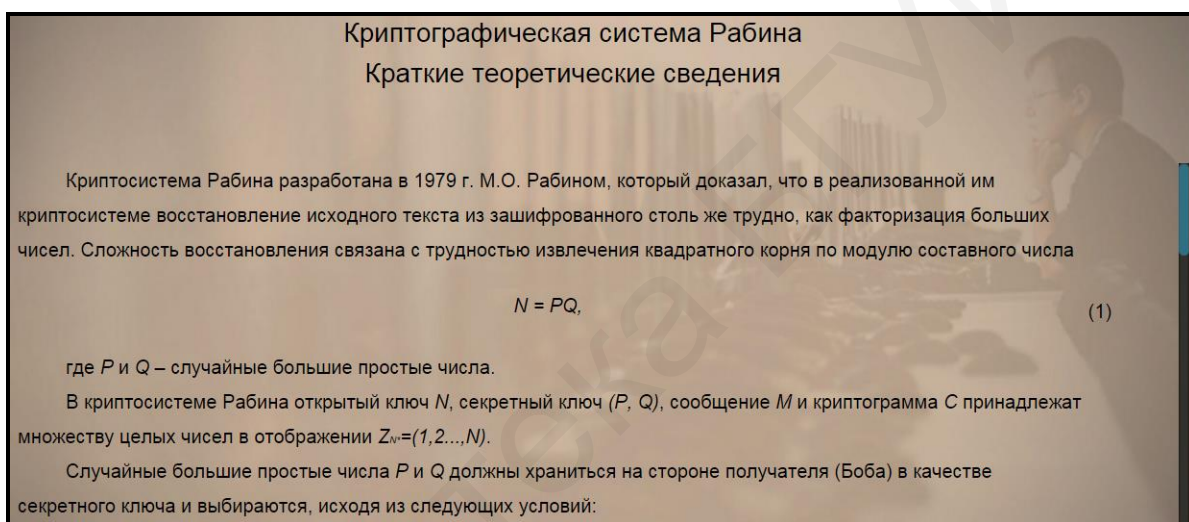 Криптографическая система Рабина
Краткие теоретические сведения
Криптосистема Рабина разработана в 1979 г. М.О. Рабином, который доказал, что в реализованной им
криптосистеме восстановление исходного текста из зашифрованного столь же трудно, как факторизация больших
чисел. Сложность восстановления связана с трудностью извлечения квадратного корня по модулю составного числа
N = PQ, (1)
где P и Q – случайные большие простые числа.
В криптосистеме Рабина открытый ключ N, секретный ключ (P, Q), сообщение M и криптограмма C принадлежат
множеству целых чисел в отображении Z_N*=(1,2...,N).
Случайные большие простые числа P и Q должны храниться на стороне получателя (Боба) в качестве
секретного ключа и выбираются, исходя из следующих условий: